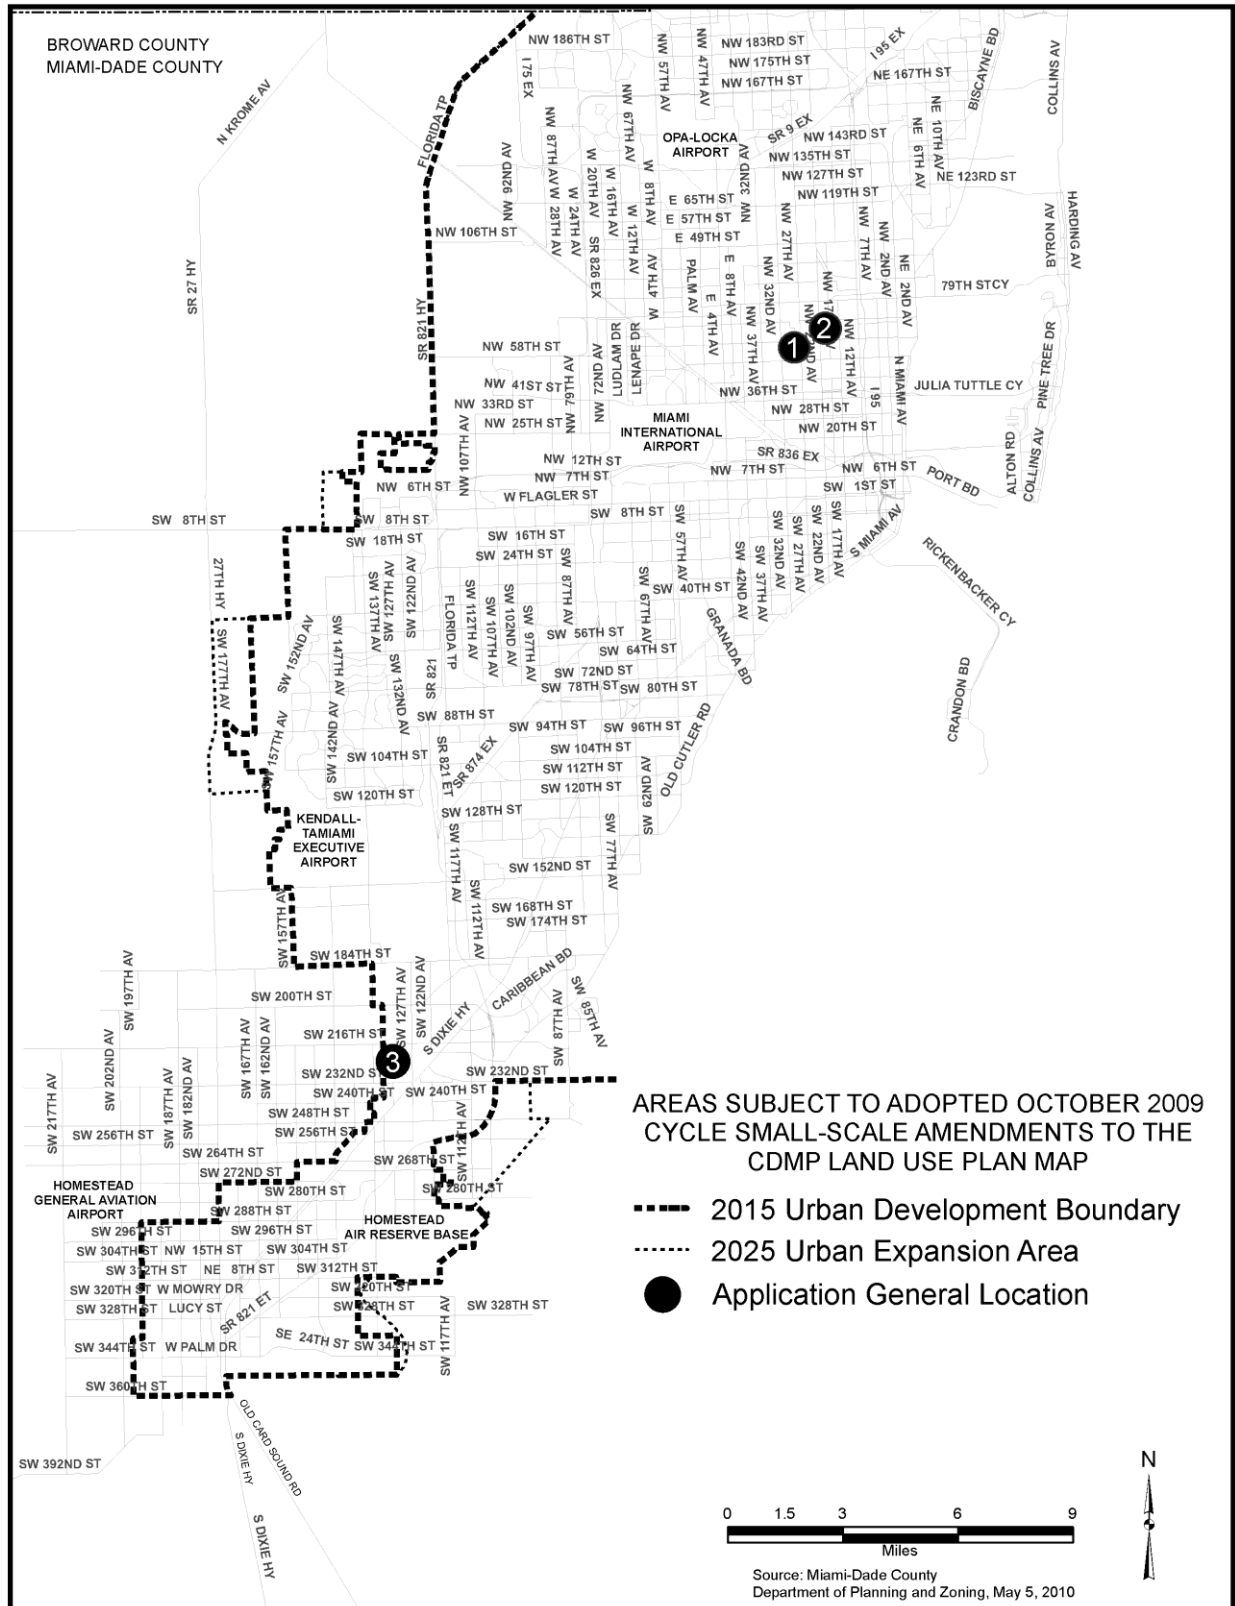 BROWARD COUNTY
MIAMI-DADE COUNTY
N KROME AV
FLORIDA TP
SR 27 HY
SR 821 HY
I 75 EX
NW 186TH ST
NW 57TH AV
NW 47TH AV
NW 183RD ST
NW 175TH ST
NW 167TH ST
I 95 EX
NE 167TH ST
BISCAYNE BD
COLLINS AV
NW 92ND AV
NW 87TH AV
W 28TH AV
W 24TH AV
W 20TH AV
W 16TH AV
NW 67TH AV
W 12TH AV
W 8TH AV
W 4TH AV
OPA-LOCKA
AIRPORT
SR 9 EX
NW 143RD ST
NW 135TH ST
NW 127TH ST
NW 119TH ST
NE 6TH AV
NE 10TH AV
NE 123RD ST
NW 32ND AV
E 65TH ST
E 57TH ST
E 49TH ST
NW 27TH AV
NW 7TH AV
NW 2ND AV
NE 2ND AV
BYRON AV
HARDING AV
NW 106TH ST
SR 826 EX
PALM AV
E 4TH AV
E 8TH AV
NW 37TH AV
NW 32ND AV
79TH STCY
1
2
NW 12TH AV
N MIAMI AV
I 95
PINE TREE DR
JULIA TUTTLE CY
NW 58TH ST
NW 41ST ST
NW 33RD ST
NW 25TH ST
NW 79TH AV
NW 72ND AV
LUDLAM DR
LENAPE DR
NW 36TH ST
NW 28TH ST
NW 20TH ST
MIAMI
INTERNATIONAL
AIRPORT
NW 107TH AV
NW 12TH ST
NW 7TH ST
SR 836 EX
NW 7TH ST
NW 6TH ST
SW 1ST ST
PORT BD
ALTON RD
COLLINS AV
NW 6TH ST
W FLAGLER ST
SW 8TH ST
SW 8TH ST
SW 8TH ST
SW 18TH ST
SW 16TH ST
SW 24TH ST
SW 57TH AV
SW 42ND AV
SW 37TH AV
SW 32ND AV
SW 27TH AV
SW 22ND AV
SW 17TH AV
S MIAMI AV
RICKENBACKER CY
CRANDON BD
27TH HY
SW 177TH AV
SW 152ND AV
SW 147TH AV
SW 137TH AV
SW 127TH AV
SW 122ND AV
SW 132ND AV
FLORIDA TP
SR 821
SW 112TH AV
SW 107TH AV
SW 102ND AV
SW 97TH AV
SW 87TH AV
SW 67TH AV
SW 40TH ST
SW 56TH ST
SW 64TH ST
SW 72ND ST
SW 78TH ST
SW 80TH ST
GRANADA BD
OLD CUTLER RD
SW 157TH AV
SW 142ND AV
SW 88TH ST
SW 94TH ST
SW 96TH ST
SW 104TH ST
SW 104TH ST
SW 112TH ST
SW 120TH ST
SW 120TH ST
SR 821 ET
SR 874 EX
SW 62ND AV
KENDALL-
TAMIAMI
EXECUTIVE
AIRPORT
SW 128TH ST
SW 117TH AV
SW 77TH AV
SW 152ND ST
SW 112TH AV
SW 168TH ST
SW 174TH ST
SW 157TH AV
SW 184TH ST
SW 197TH AV
SW 200TH ST
SW 127TH AV
SW 122ND AV
S DIXIE HY
CARIBBEAN BD
SW 87TH AV
SW 85TH AV
SW 216TH ST
3
SW 217TH AV
SW 202ND AV
SW 187TH AV
SW 182ND AV
SW 167TH AV
SW 162ND AV
SW 232ND ST
SW 232ND ST
SW 240TH ST
SW 240TH ST
SW 248TH ST
SW 256TH ST
SW 256TH ST
SW 264TH ST
SW 272ND ST
SW 268TH ST
SW 112TH AV
SW 280TH ST
SW 280TH ST
HOMESTEAD
GENERAL AVIATION
AIRPORT
SW 288TH ST
SW 296TH ST
SW 296TH ST
HOMESTEAD
AIR RESERVE BASE
SW 304TH ST
NW 15TH ST
SW 304TH ST
SW 312TH ST
NE 8TH ST
SW 312TH ST
SW 320TH ST
W MOWRY DR
SW 320TH ST
SW 328TH ST
LUCY ST
SR 821 ET
SW 328TH ST
SW 328TH ST
SE 24TH ST
SW 117TH AV
SW 344TH ST
W PALM DR
SW 344TH ST
SW 360TH ST
SW 392ND ST
S DIXIE HY
OLD CARD SOUND RD
S DIXIE HY
AREAS SUBJECT TO ADOPTED OCTOBER 2009
CYCLE SMALL-SCALE AMENDMENTS TO THE
CDMP LAND USE PLAN MAP
2015 Urban Development Boundary
2025 Urban Expansion Area
Application General Location
N
0 1.5 3 6 9
Miles
Source: Miami-Dade County
Department of Planning and Zoning, May 5, 2010